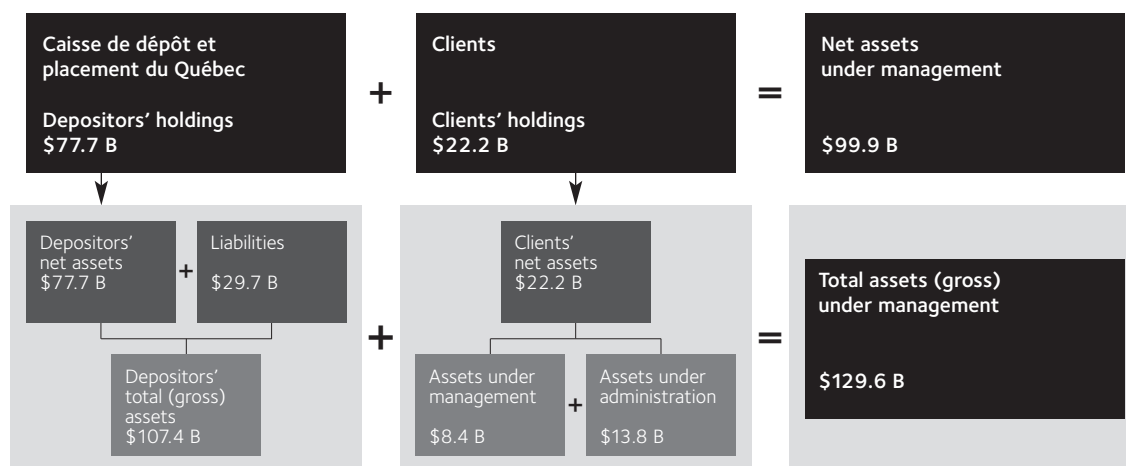 Caisse de dépôt et
placement du Québec
Depositors’ holdings
$77.7 B
+
Clients
Clients’ holdings
$22.2 B
=
Net assets
under management
$99.9 B
Depositors’
net assets
$77.7 B
+
Liabilities
$29.7 B
Depositors’
total (gross)
assets
$107.4 B
+
Clients’
net assets
$22.2 B
Assets under
management
$8.4 B
+
Assets under
administration
$13.8 B
=
Total assets (gross)
under management
$129.6 B